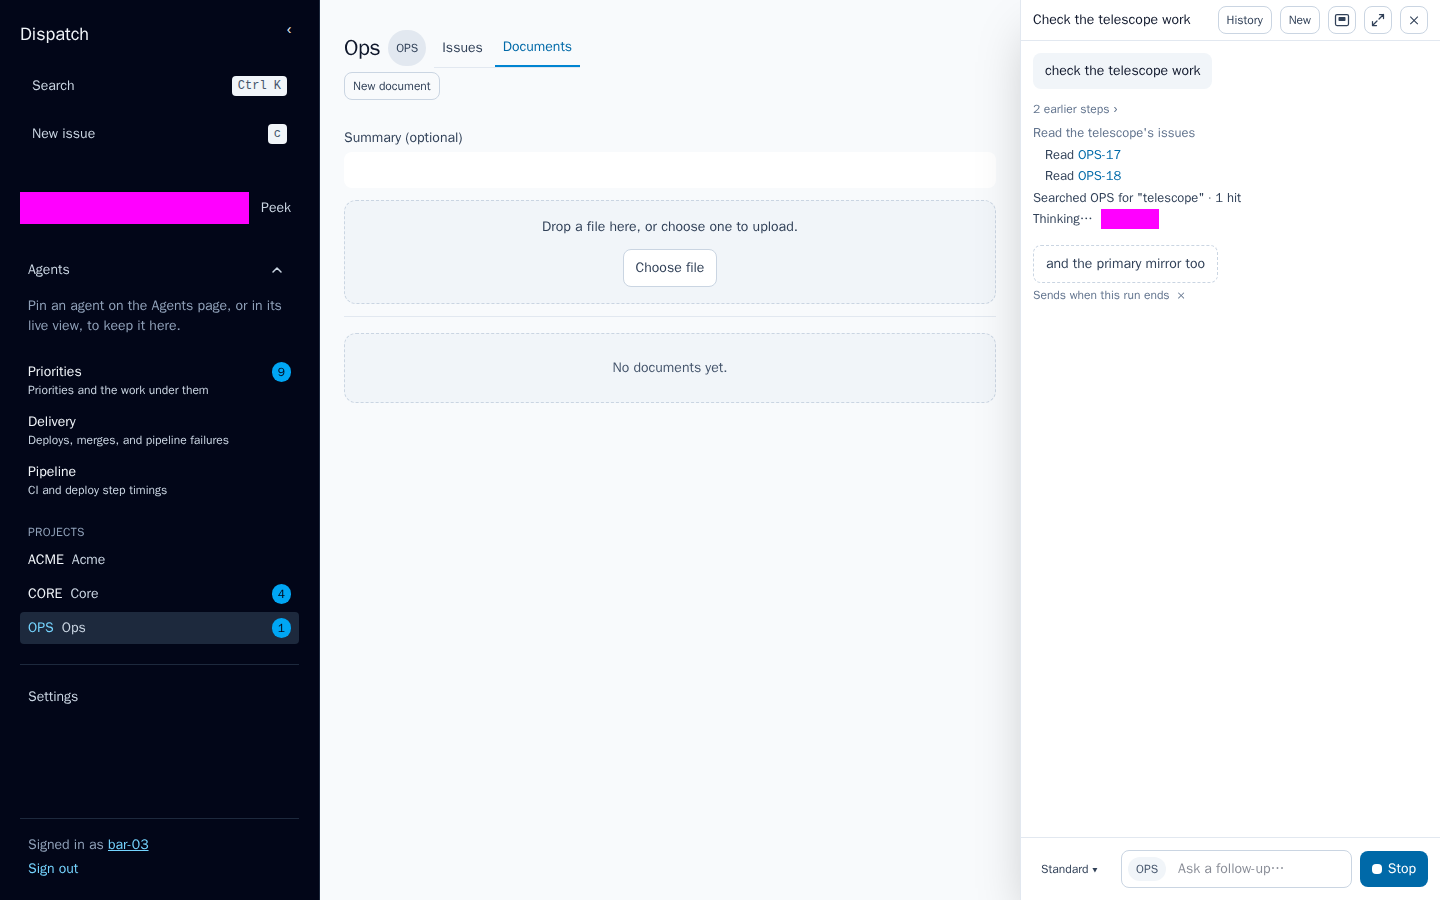 Dispatch
Search
Ctrl K
New issue
C
Peek
Agents
Pin an agent on the Agents page, or in its
live view, to keep it here.
Priorities
9
Priorities and the work under them
Delivery
Deploys, merges, and pipeline failures
Pipeline
CI and deploy step timings
PROJECTS
ACME Acme
CORE Core
4
OPS Ops
1
Settings
Signed in as bar-03
Sign out
Ops
OPS
Issues
Documents
New document
Summary (optional)
Drop a file here, or choose one to upload.
Choose file
No documents yet.
Check the telescope work
History
New
check the telescope work
2 earlier steps ›
Read the telescope's issues
Read OPS-17
Read OPS-18
Searched OPS for "telescope" · 1 hit
Thinking…
and the primary mirror too
Sends when this run ends ×
Standard ▾
OPS
Ask a follow-up…
Stop